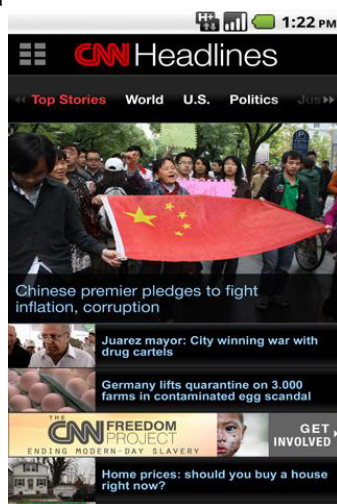 H+
1:22 PM
CNN Headlines
« Top Stories World U.S. Politics Jus»
Chinese premier pledges to fight
inflation, corruption
Juarez mayor: City winning war with
drug cartels
Germany lifts quarantine on 3.000
farms in contaminated egg scandal
THE
CNN FREEDOM
PROJECT
ENDING MODERN-DAY SLAVERY
GET
INVOLVED
Home prices: should you buy a house
right now?